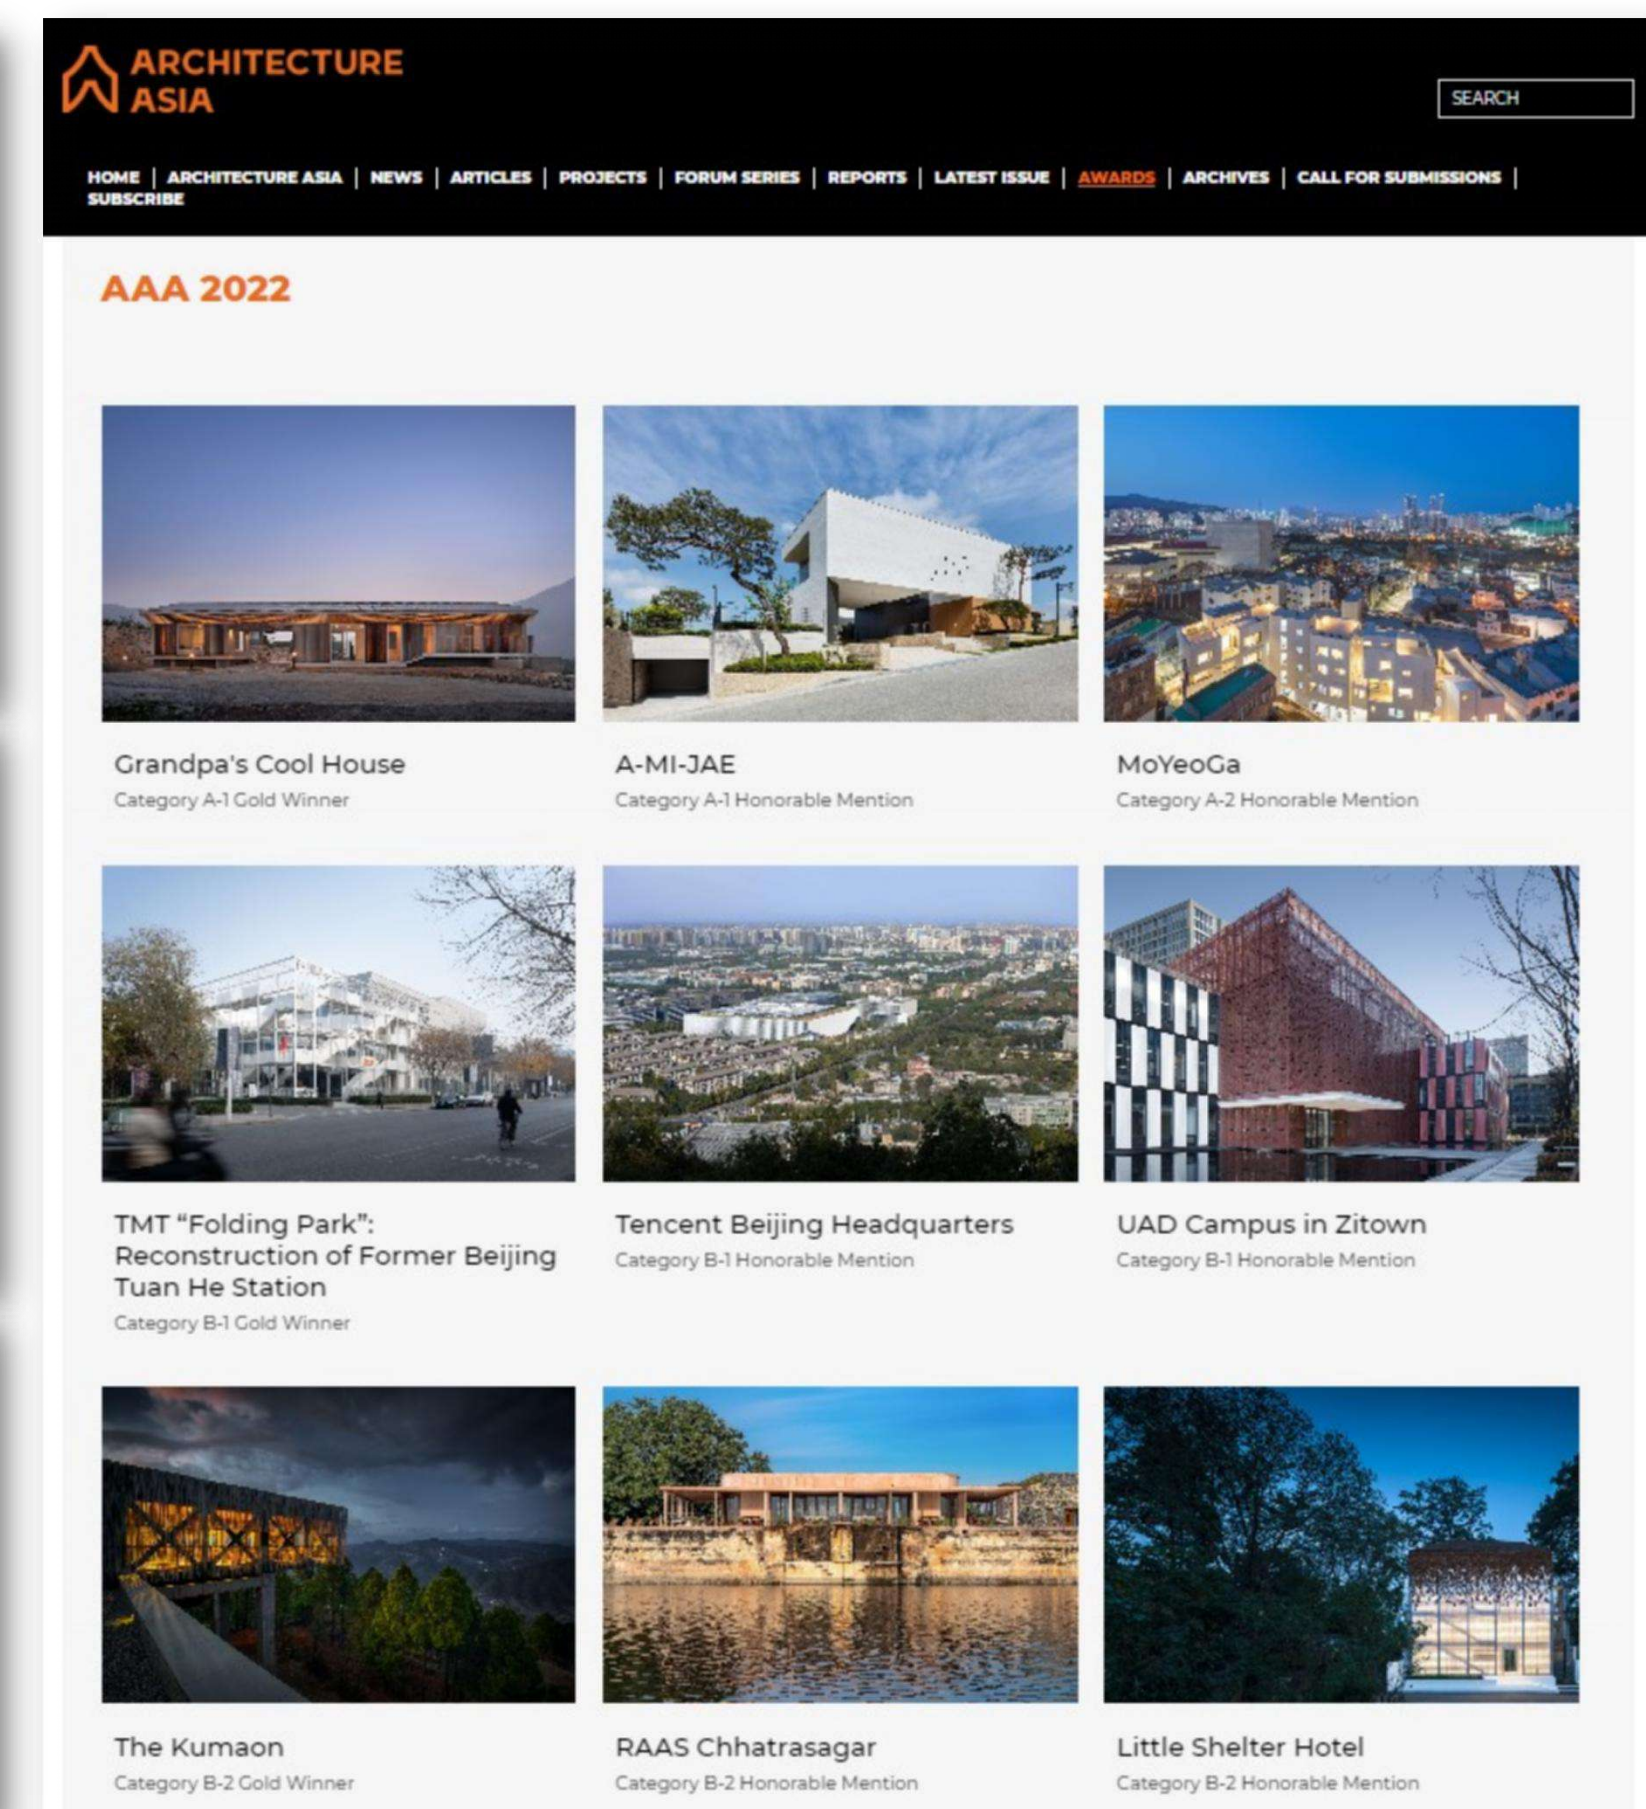 ARCHITECTURE
ASIA
SEARCH
HOME | ARCHITECTURE ASIA | NEWS | ARTICLES | PROJECTS | FORUM SERIES | REPORTS | LATEST ISSUE | AWARDS | ARCHIVES | CALL FOR SUBMISSIONS |
SUBSCRIBE
AAA 2022
Grandpa's Cool House
Category A-1 Gold Winner
A-MI-JAE
Category A-1 Honorable Mention
MoYeoGa
Category A-2 Honorable Mention
TMT “Folding Park”:
Reconstruction of Former Beijing
Tuan He Station
Category B-1 Gold Winner
Tencent Beijing Headquarters
Category B-1 Honorable Mention
UAD Campus in Zitown
Category B-1 Honorable Mention
The Kumaon
Category B-2 Gold Winner
RAAS Chhatrasagar
Category B-2 Honorable Mention
Little Shelter Hotel
Category B-2 Honorable Mention